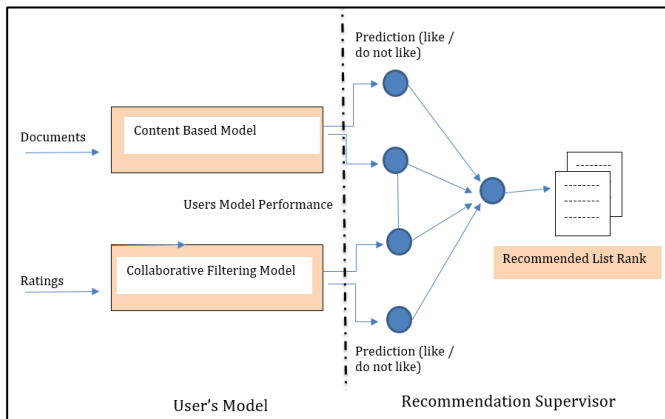 Prediction (like /
do not like)
Documents
Content Based Model
Users Model Performance
Ratings
Collaborative Filtering Model
Recommended List Rank
Prediction (like /
do not like)
User's Model
Recommendation Supervisor